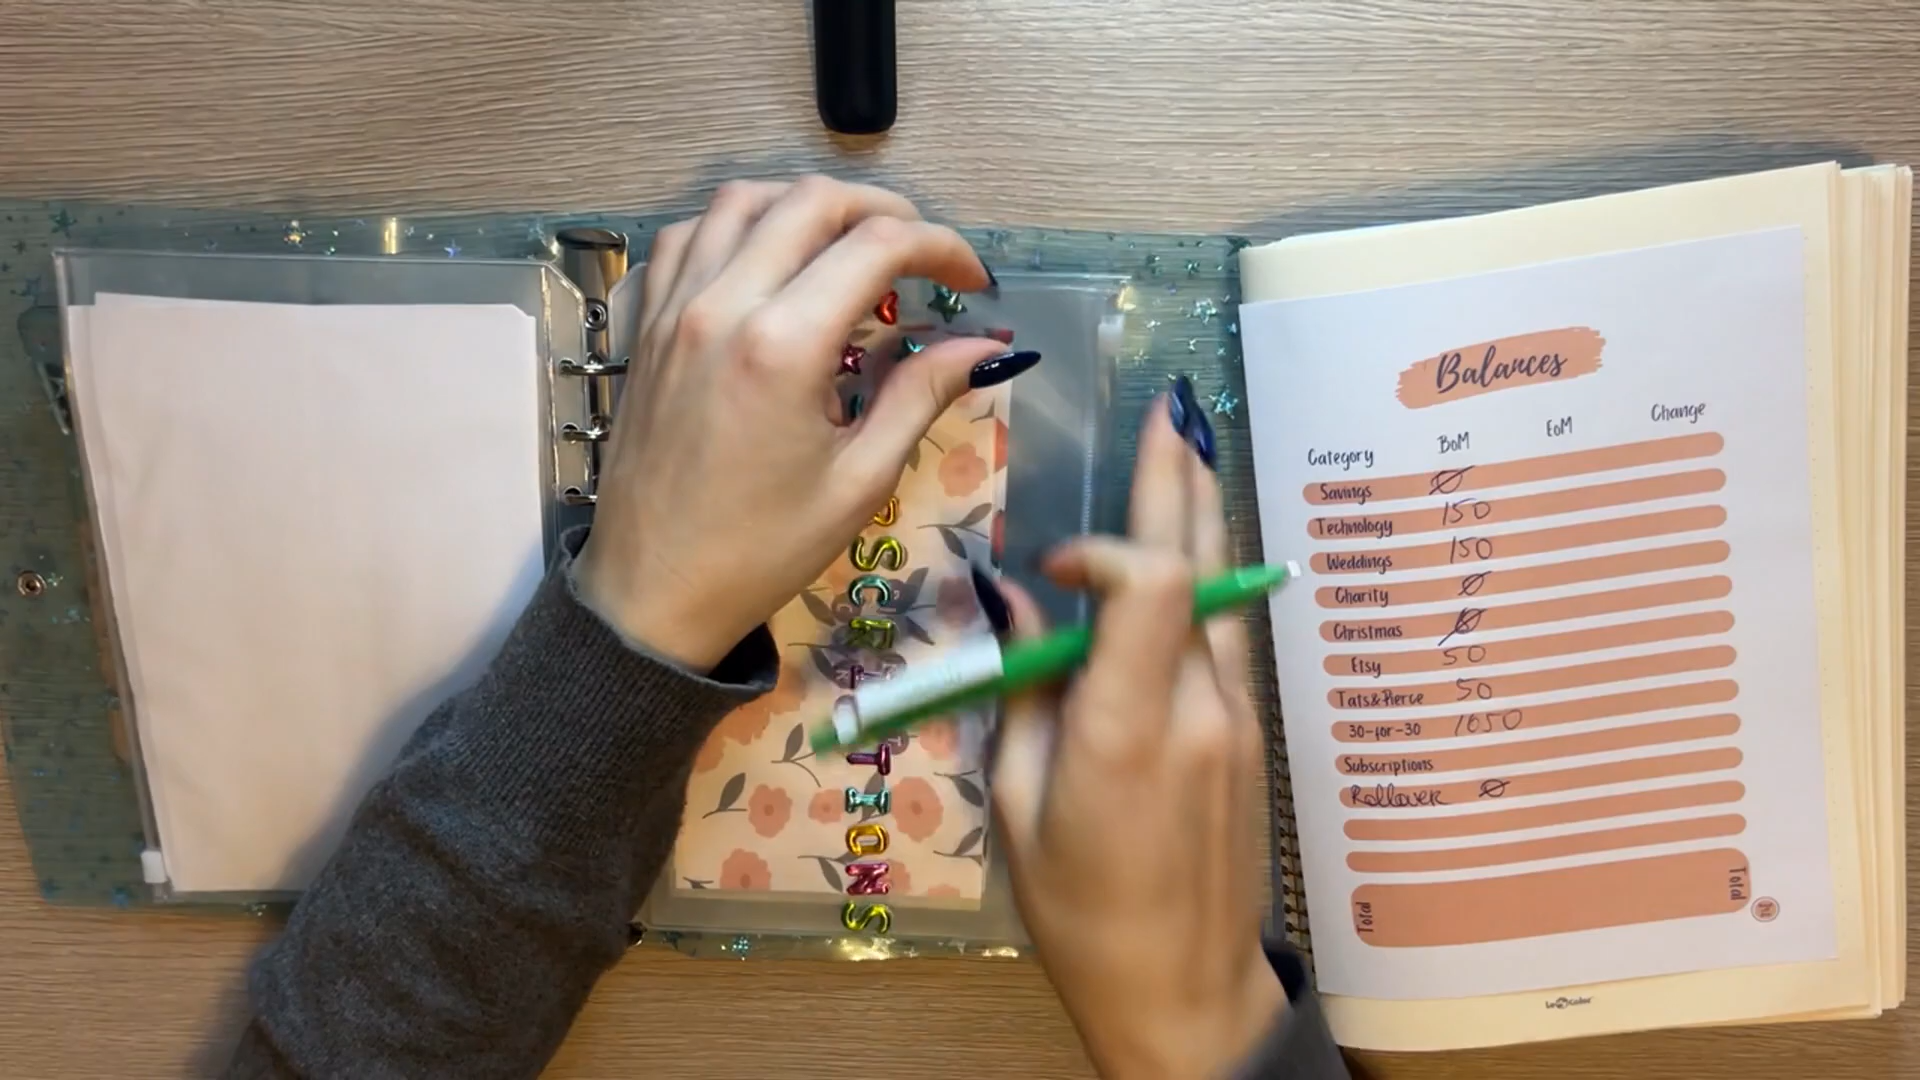 SCRITTIONS
Balances
Category BoM EoM Change
Savings Ø
Technology 150
Weddings 150
Charity Ø
Christmas Ø
Etsy 50
Tats&Pierce 50
30-for-30 1050
Subscriptions
Rollover Ø
Total Total